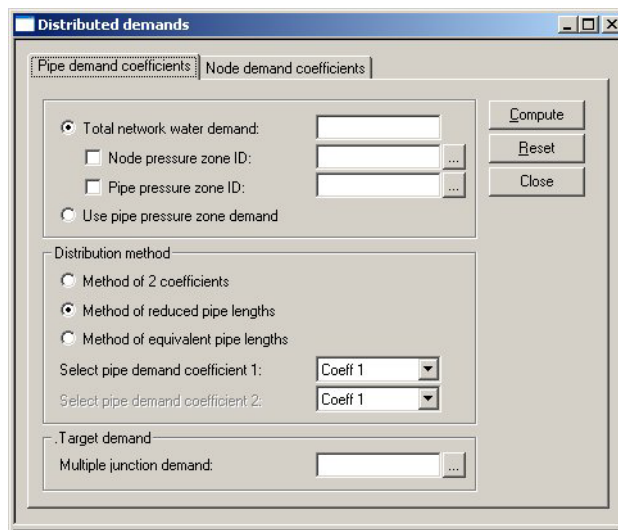 Distributed demands
Pipe demand coefficients Node demand coefficients
Total network water demand:
Node pressure zone ID: ...
Pipe pressure zone ID: ...
Use pipe pressure zone demand
Compute
Reset
Close
Distribution method
Method of 2 coefficients
Method of reduced pipe lengths
Method of equivalent pipe lengths
Select pipe demand coefficient 1: Coeff 1
Select pipe demand coefficient 2: Coeff 1
.Target demand
Multiple junction demand: ...